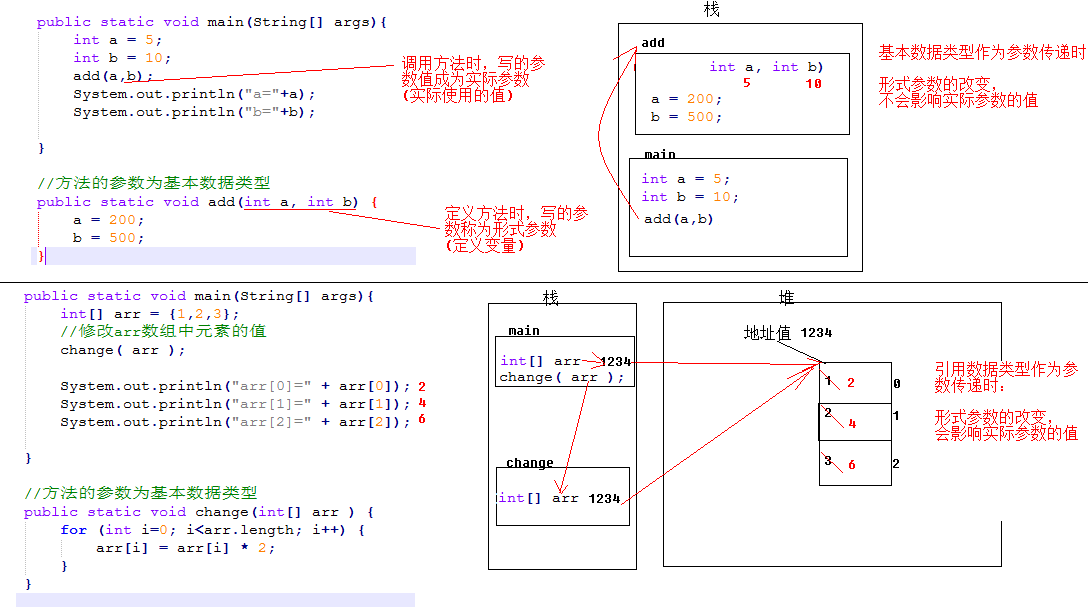 public static void main(String[] args){
int a = 5;
int b = 10;
add(a,b);
System.out.println("a="+a);
System.out.println("b="+b);
}
//方法的参数为基本数据类型
public static void add(int a, int b) {
a = 200;
b = 500;
}
调用方法时，写的参
数值成为实际参数
(实际使用的值)
定义方法时，写的参
数称为形式参数
(定义变量)
栈
add
int a, int b)
5 10
a = 200;
b = 500;
main
int a = 5;
int b = 10;
add(a,b)
基本数据类型作为参数传递时
形式参数的改变，
不会影响实际参数的值
public static void main(String[] args){
int[] arr = {1,2,3};
//修改arr数组中元素的值
change( arr );
System.out.println("arr[0]=" + arr[0]); 2
System.out.println("arr[1]=" + arr[1]); 4
System.out.println("arr[2]=" + arr[2]); 6
}
//方法的参数为基本数据类型
public static void change(int[] arr ) {
for (int i=0; i<arr.length; i++) {
arr[i] = arr[i] * 2;
}
}
栈
main
int[] arr 1234
change( arr );
change
int[] arr 1234
堆
地址值 1234
1 2 0
2 4 1
3 6 2
引用数据类型作为参
数传递时：
形式参数的改变，
会影响实际参数的值